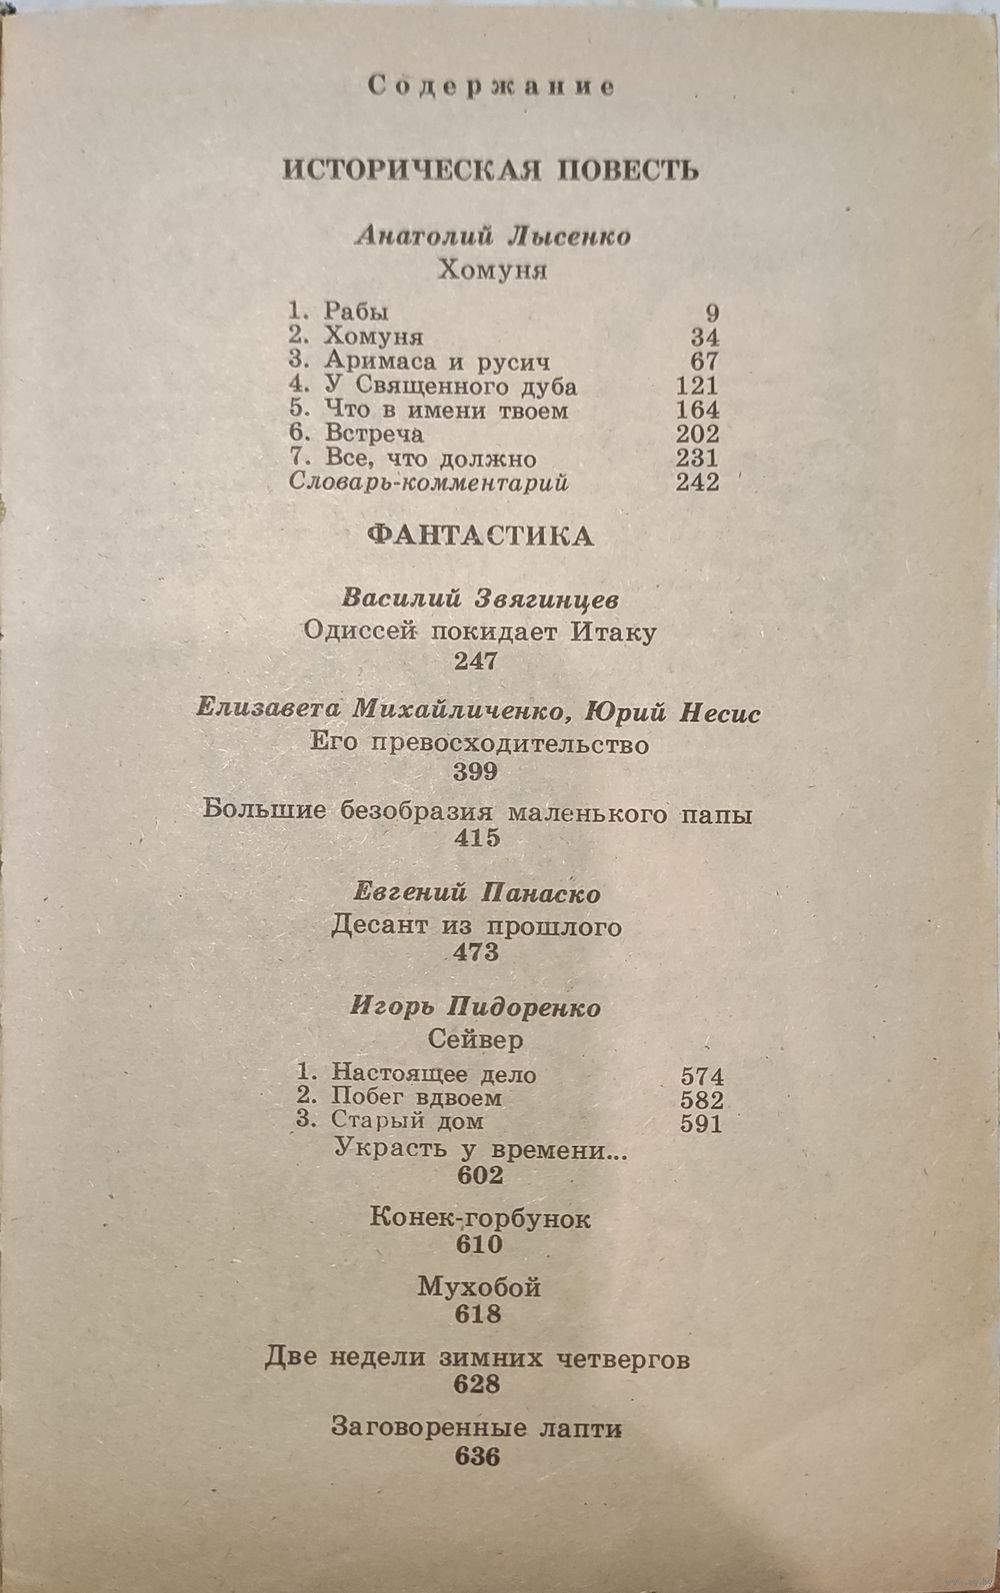 Содержание
ИСТОРИЧЕСКАЯ ПОВЕСТЬ
Анатолий Лысенко
Хомуня
1. Рабы 9
2. Хомуня 34
3. Аримаса и русич 67
4. У Священного дуба 121
5. Что в имени твоем 164
6. Встреча 202
7. Все, что должно 231
Словарь-комментарий 242
ФАНТАСТИКА
Василий Звягинцев
Одиссей покидает Итаку
247
Елизавета Михайличенко, Юрий Несис
Его превосходительство
399
Большие безобразия маленького папы
415
Евгений Панаско
Десант из прошлого
473
Игорь Пидоренко
Сейвер
1. Настоящее дело 574
2. Побег вдвоем 582
3. Старый дом 591
Украсть у времени...
602
Конек-горбунок
610
Мухобой
618
Две недели зимних четвергов
628
Заговоренные лапти
636